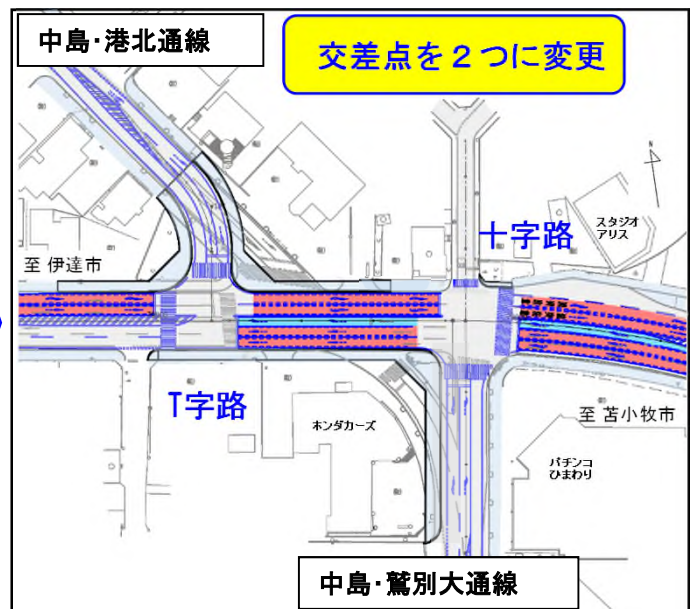 中島・港北通線
交差点を２つに変更
N
スタジオ
アリス
十字路
至 伊達市
T字路
ホンダカーズ
至 苫小牧市
パチンコ
ひまわり
中島・鷲別大通線